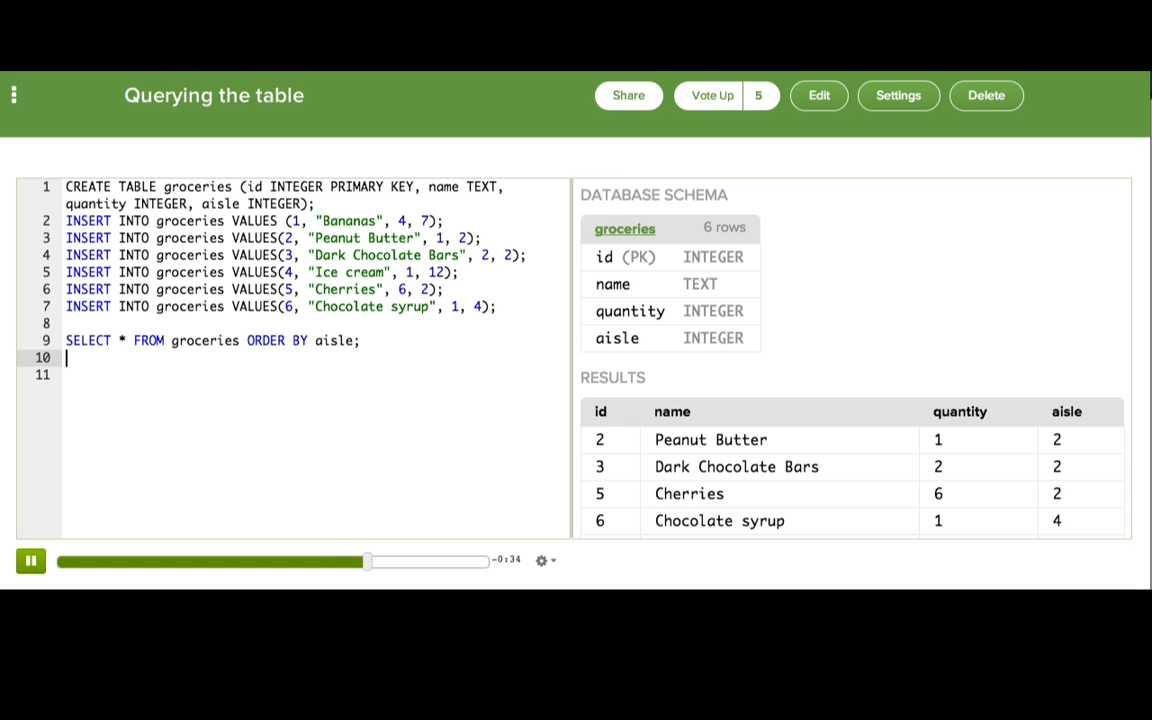 Querying the table
Share
Vote Up 5
Edit
Settings
Delete
1 CREATE TABLE groceries (id INTEGER PRIMARY KEY, name TEXT,
quantity INTEGER, aisle INTEGER);
2 INSERT INTO groceries VALUES (1, "Bananas", 4, 7);
3 INSERT INTO groceries VALUES(2, "Peanut Butter", 1, 2);
4 INSERT INTO groceries VALUES(3, "Dark Chocolate Bars", 2, 2);
5 INSERT INTO groceries VALUES(4, "Ice cream", 1, 12);
6 INSERT INTO groceries VALUES(5, "Cherries", 6, 2);
7 INSERT INTO groceries VALUES(6, "Chocolate syrup", 1, 4);
8
9 SELECT * FROM groceries ORDER BY aisle;
10
11
DATABASE SCHEMA
groceries 6 rows
id (PK) INTEGER
name TEXT
quantity INTEGER
aisle INTEGER
RESULTS
id name quantity aisle
2 Peanut Butter 1 2
3 Dark Chocolate Bars 2 2
5 Cherries 6 2
6 Chocolate syrup 1 4
-0:34